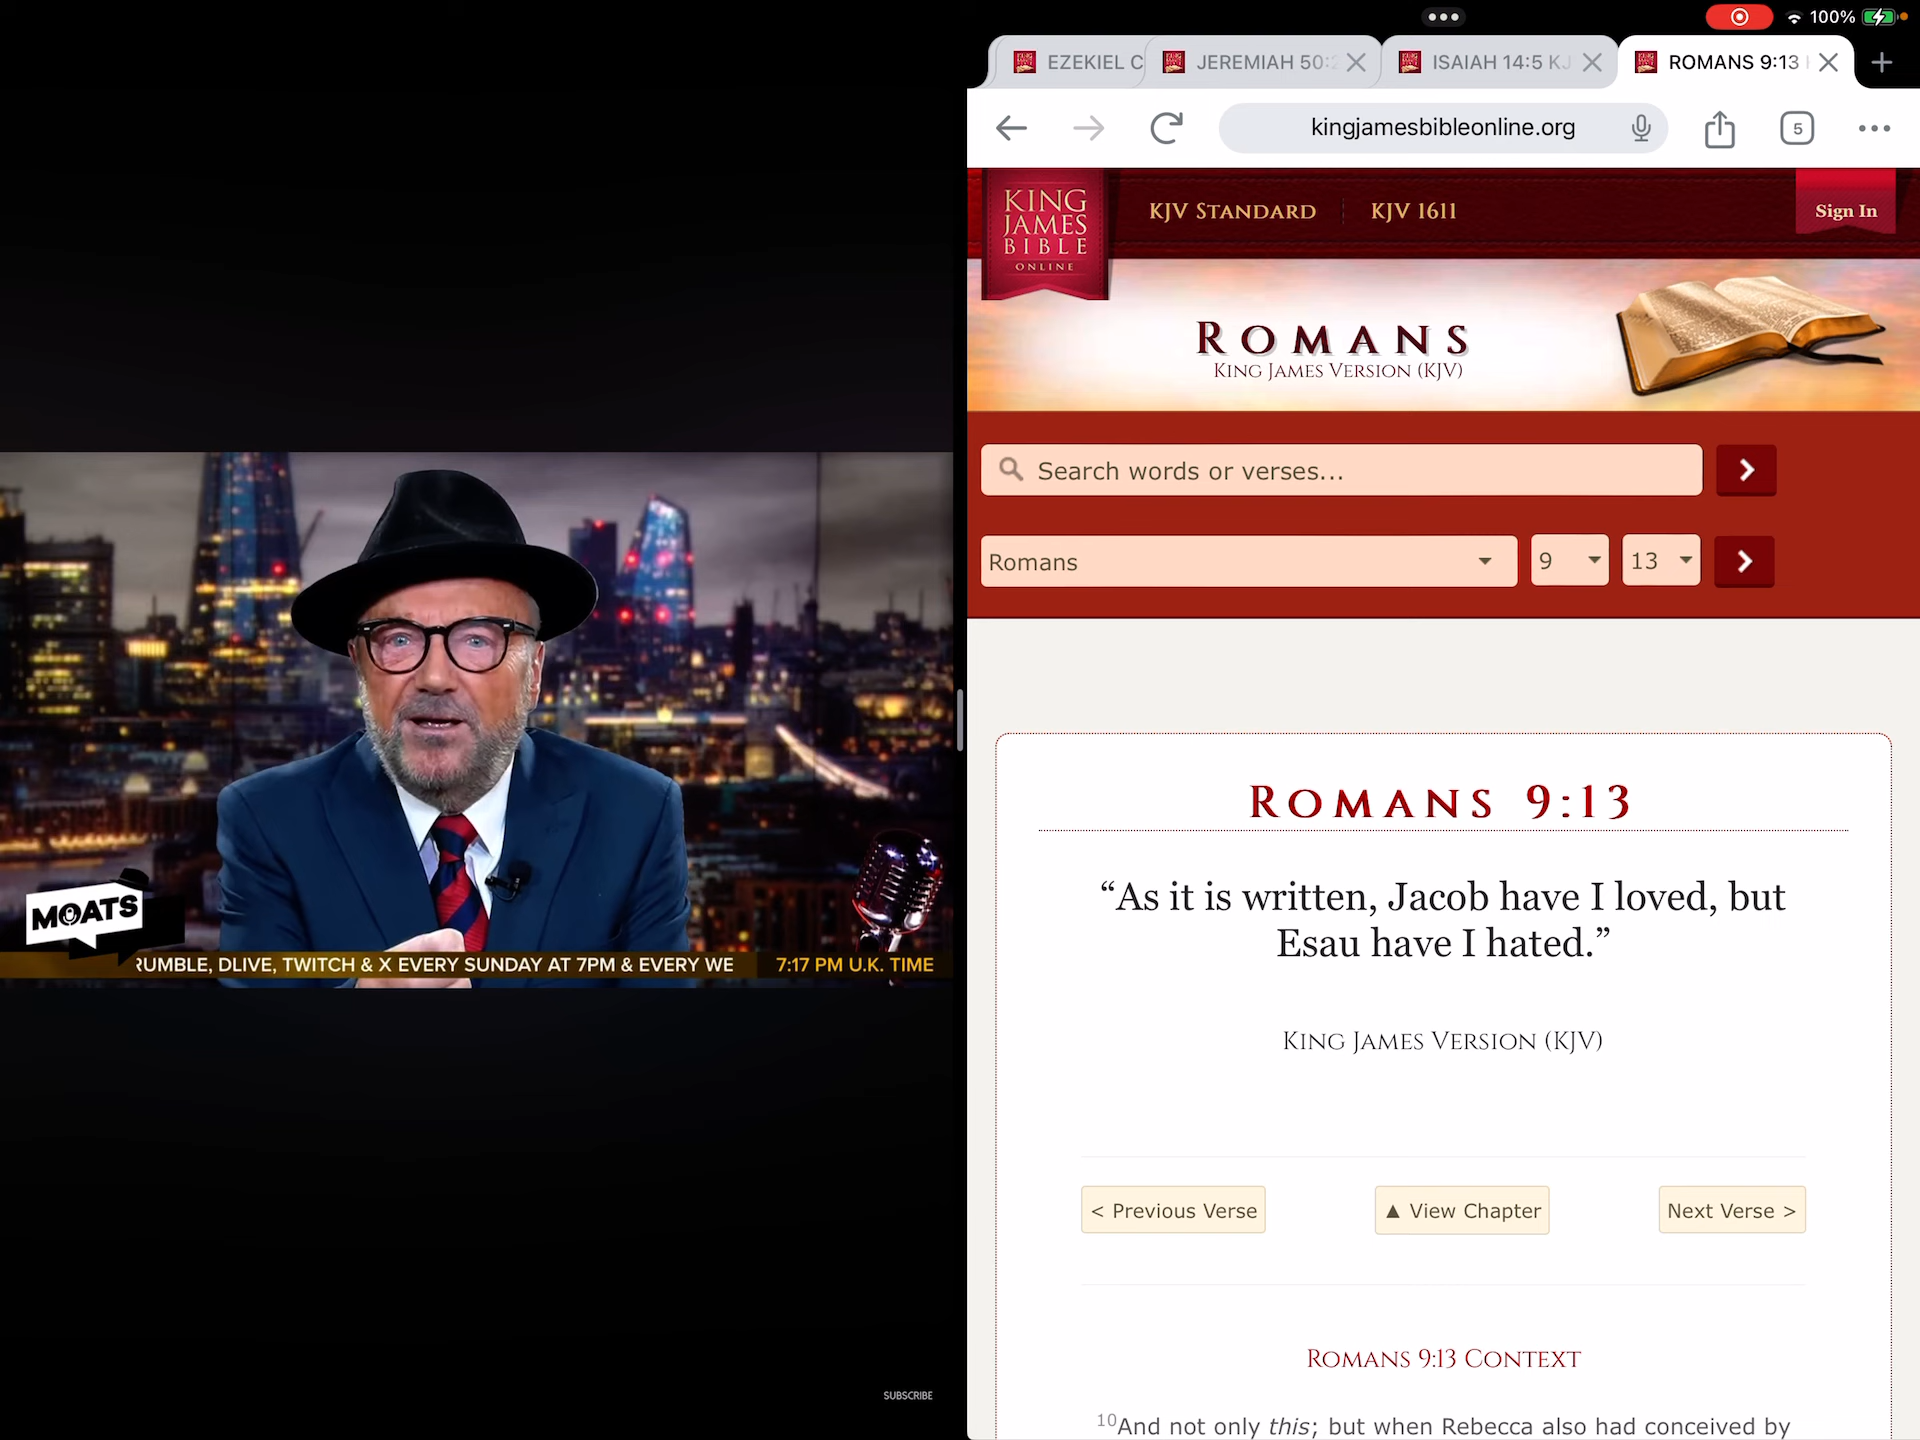 100%
EZEKIEL C
JEREMIAH 50:2
ISAIAH 14:5 KJ
ROMANS 9:13
kingjamesbibleonline.org
5
KING
JAMES
BIBLE
ONLINE
KJV STANDARD
KJV 1611
Sign In
ROMANS
KING JAMES VERSION (KJV)
Search words or verses...
Romans
9
13
ROMANS 9:13
“As it is written, Jacob have I loved, but
Esau have I hated.”
KING JAMES VERSION (KJV)
< Previous Verse
▲ View Chapter
Next Verse >
ROMANS 9:13 CONTEXT
10And not only this; but when Rebecca also had conceived by
MOATS
RUMBLE, DLIVE, TWITCH & X EVERY SUNDAY AT 7PM & EVERY WE
7:17 PM U.K. TIME
SUBSCRIBE